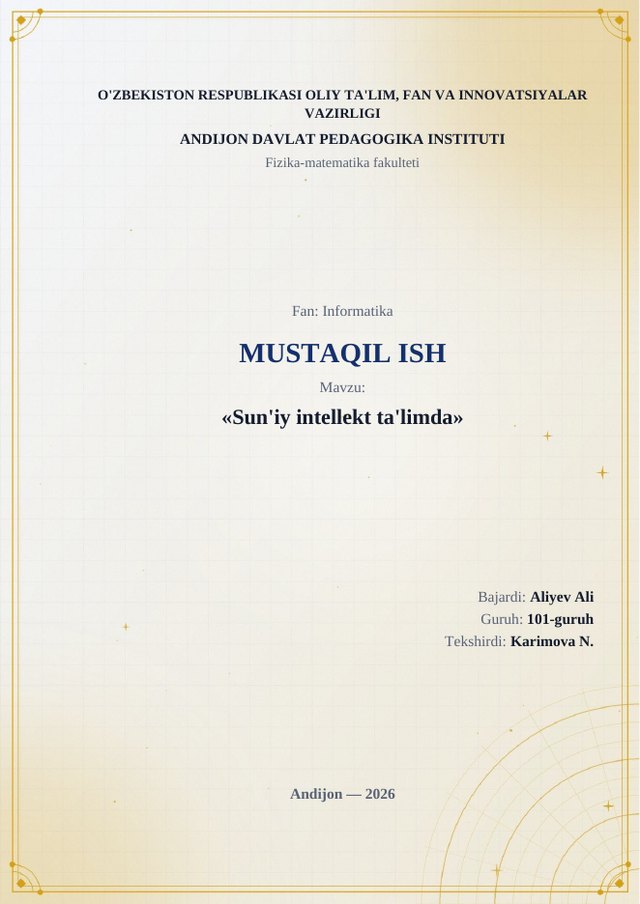 O'ZBEKISTON RESPUBLIKASI OLIY TA'LIM, FAN VA INNOVATSIYALAR
VAZIRLIGI
ANDIJON DAVLAT PEDAGOGIKA INSTITUTI
Fizika-matematika fakulteti
Fan: Informatika
MUSTAQIL ISH
Mavzu:
«Sun'iy intellekt ta'limda»
Bajardi: Aliyev Ali
Guruh: 101-guruh
Tekshirdi: Karimova N.
Andijon — 2026